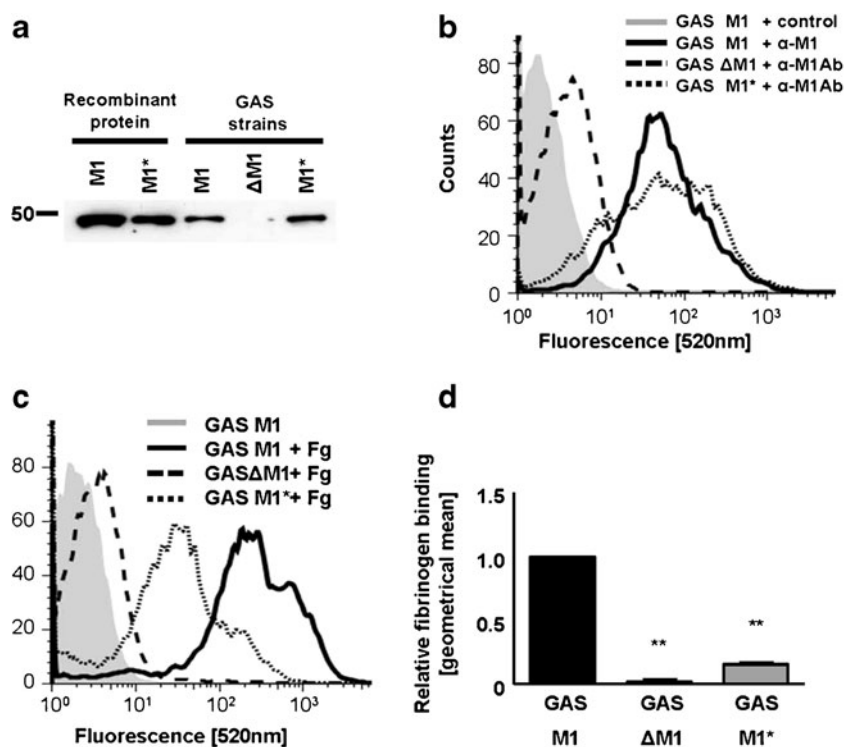 a
Recombinant protein
GAS strains
M1
M1*
M1
ΔM1
M1*
50
b
GAS M1 + control
GAS M1 + α-M1
GAS ΔM1 + α-M1Ab
GAS M1* + α-M1Ab
Counts
80
60
40
20
0
10⁰
10¹
10²
10³
Fluorescence [520nm]
c
GAS M1
GAS M1 + Fg
GASΔM1+ Fg
GAS M1*+ Fg
80
60
40
20
0
10⁰
10¹
10²
10³
Fluorescence [520nm]
d
Relative fibrinogen binding
[geometrical mean]
1.5
1.0
0.5
0
**
**
GAS
GAS
GAS
M1
ΔM1
M1*